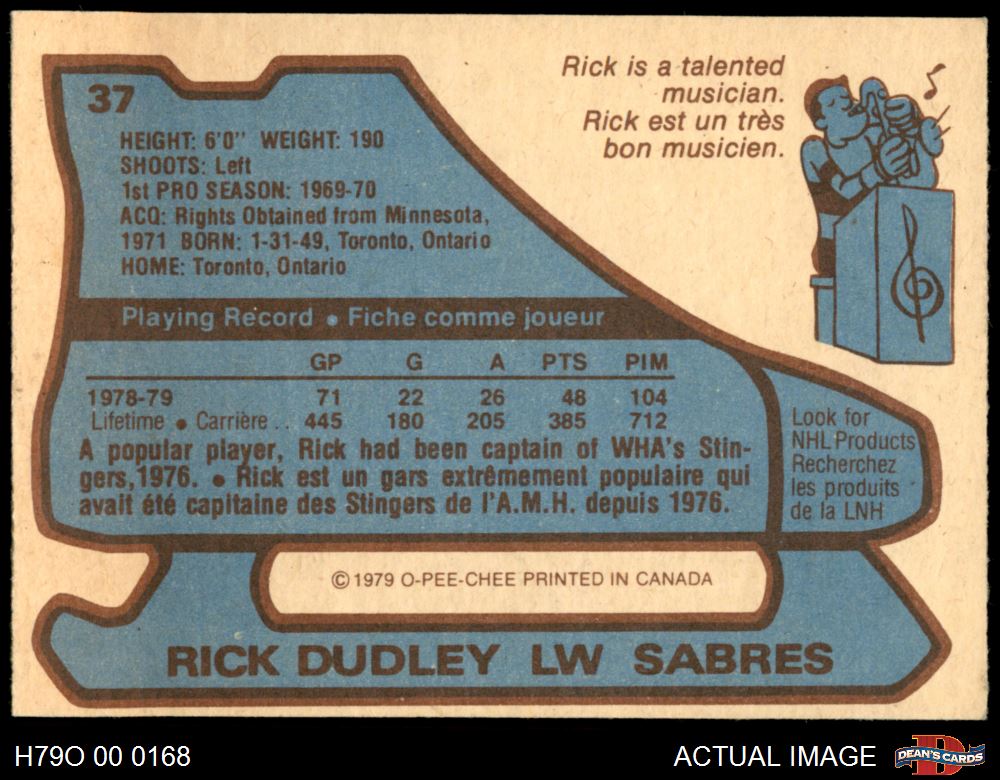 37
HEIGHT: 6'0" WEIGHT: 190
SHOOTS: Left
1st PRO SEASON: 1969-70
ACQ: Rights Obtained from Minnesota,
1971 BORN: 1-31-49, Toronto, Ontario
HOME: Toronto, Ontario
Rick is a talented
musician.
Rick est un très
bon musicien.
Playing Record • Fiche comme joueur
GP G A PTS PIM
1978-79 71 22 26 48 104
Lifetime • Carrière .. 445 180 205 385 712
A popular player, Rick had been captain of WHA's Stin-
gers, 1976. • Rick est un gars extrêmement populaire qui
avait été capitaine des Stingers de l'A.M.H. depuis 1976.
Look for
NHL Products
Recherchez
les produits
de la LNH
© 1979 O-PEE-CHEE PRINTED IN CANADA
RICK DUDLEY LW SABRES
H79O 00 0168
ACTUAL IMAGE
DEAN'S CARDS